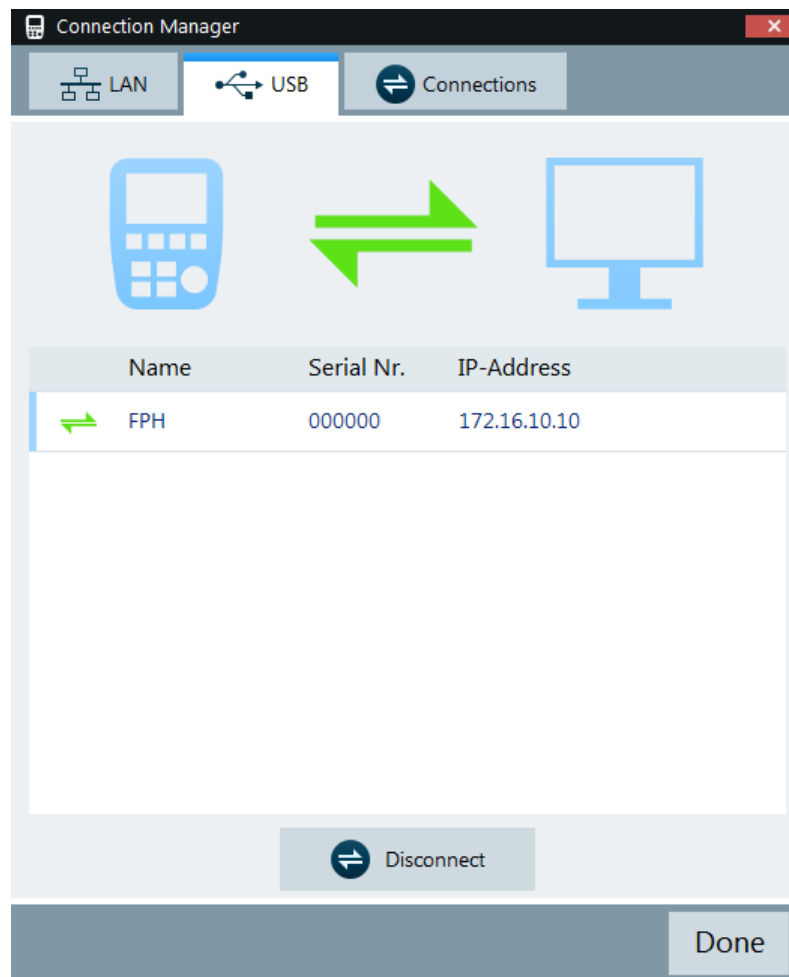 Connection Manager
LAN USB Connections
Name Serial Nr. IP-Address
FPH 000000 172.16.10.10
Disconnect
Done